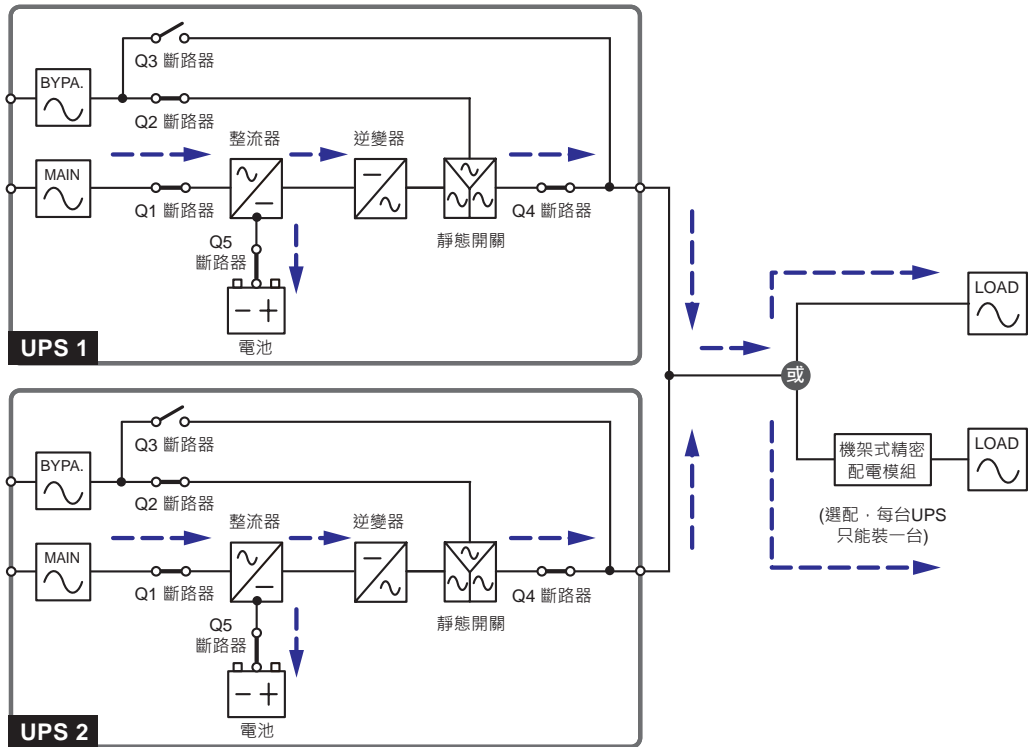 Q3 斷路器
BYPA.
Q2 斷路器
整流器
逆變器
MAIN
Q1 斷路器
Q4 斷路器
靜態開關
Q5
斷路器
電池
UPS 1
LOAD
或
機架式精密
配電模組
LOAD
(選配，每台UPS
只能裝一台)
Q3 斷路器
BYPA.
Q2 斷路器
整流器
逆變器
MAIN
Q1 斷路器
Q4 斷路器
靜態開關
Q5
斷路器
電池
UPS 2